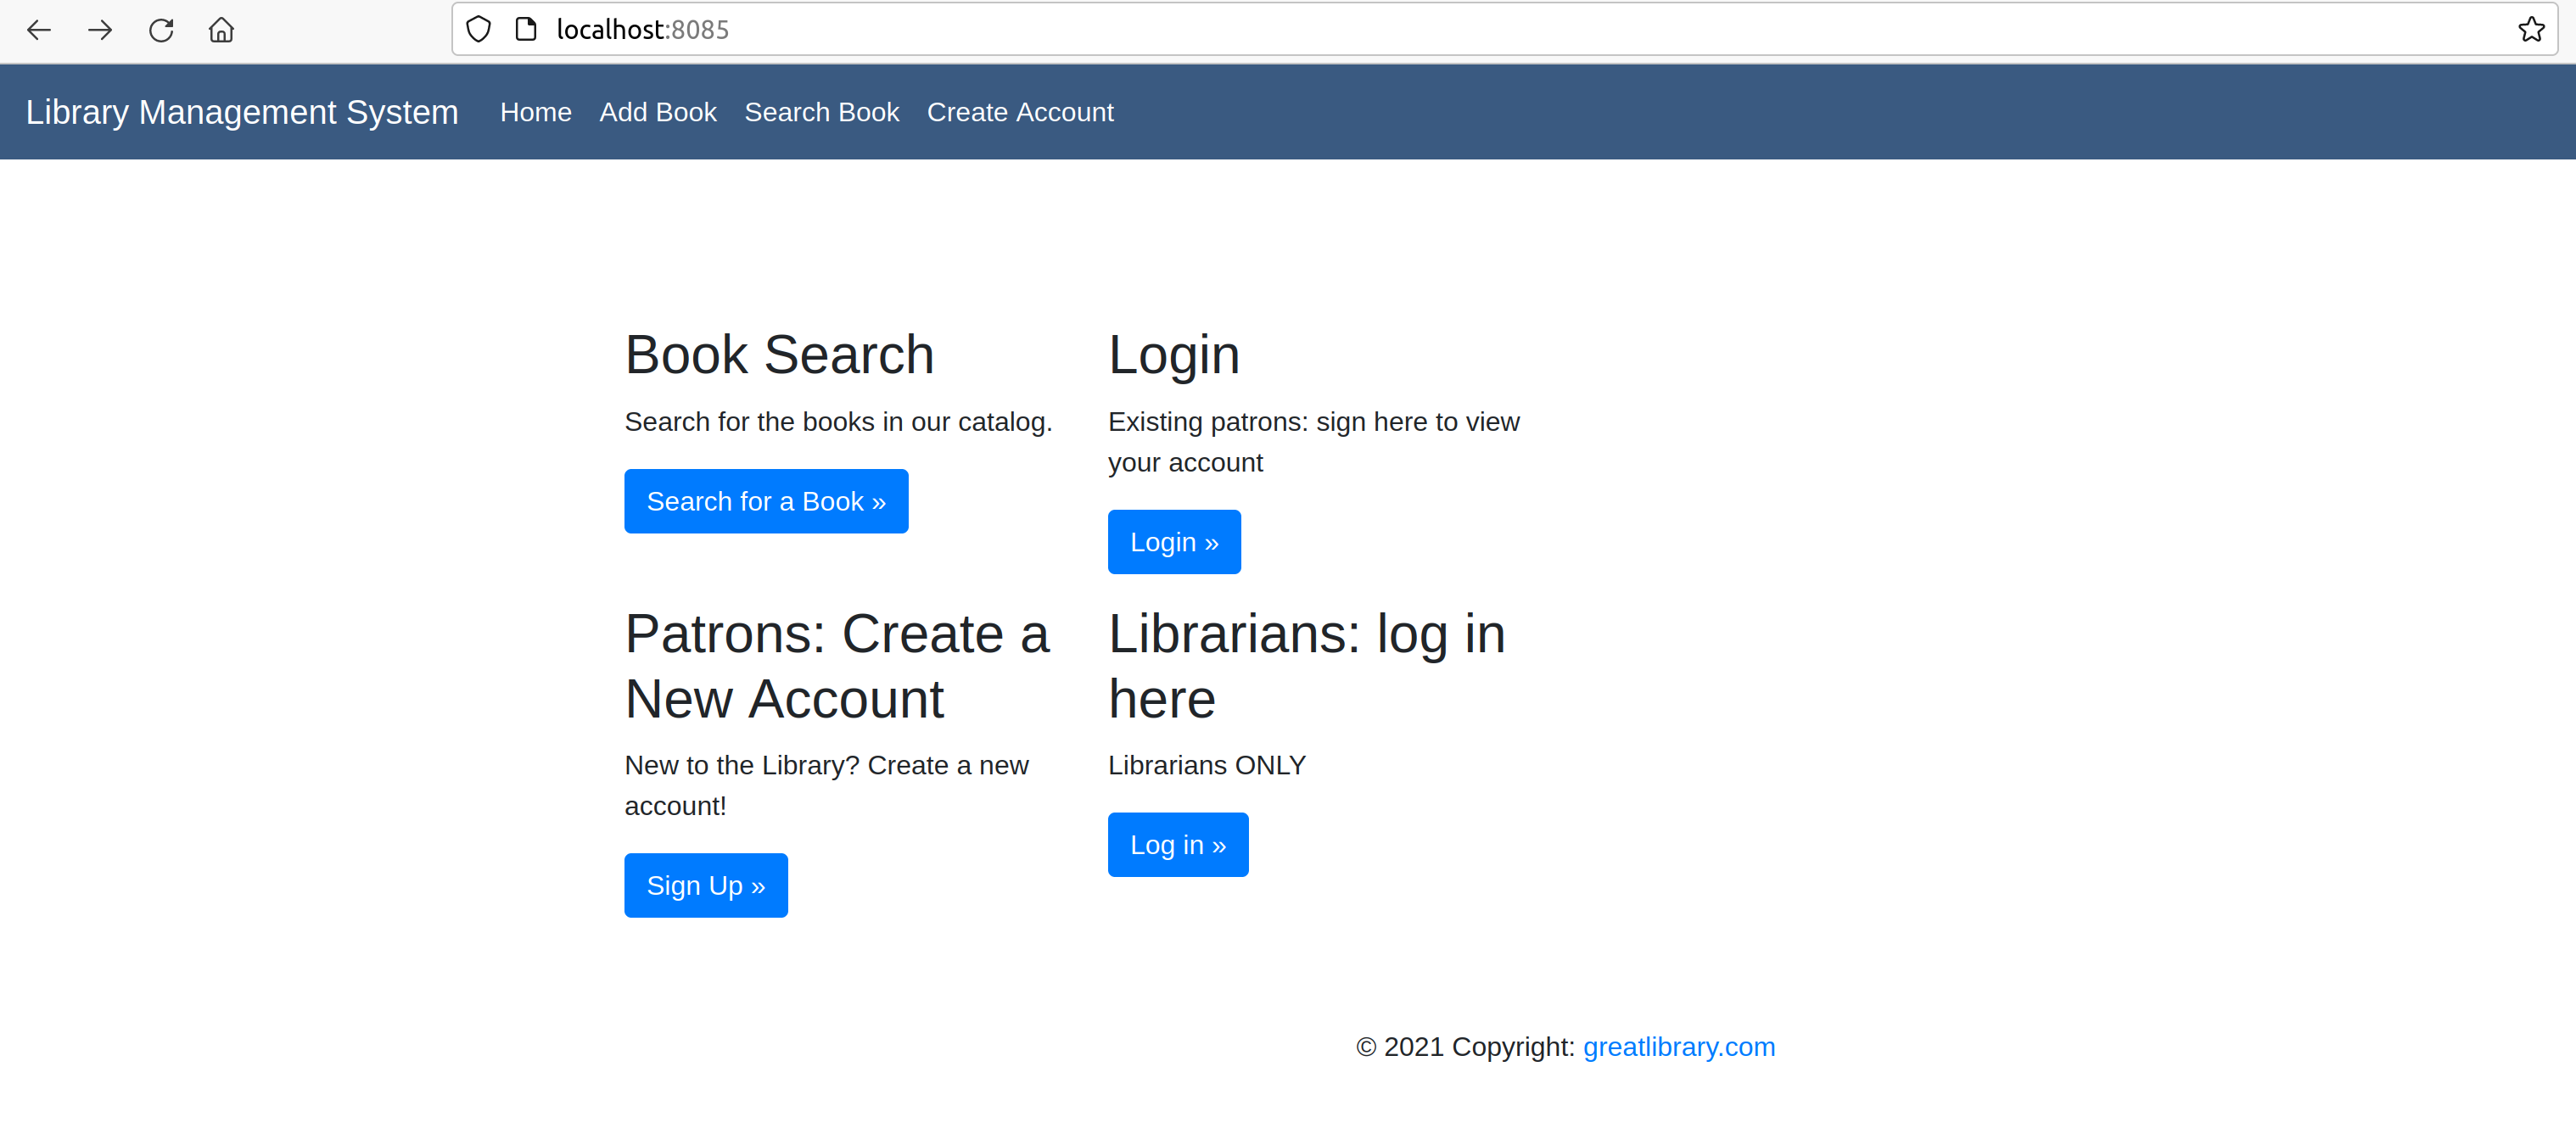 localhost:8085
Library Management System Home Add Book Search Book Create Account
Book Search
Search for the books in our catalog.
Search for a Book »
Login
Existing patrons: sign here to view
your account
Login »
Patrons: Create a
New Account
New to the Library? Create a new
account!
Sign Up »
Librarians: log in
here
Librarians ONLY
Log in »
© 2021 Copyright: greatlibrary.com